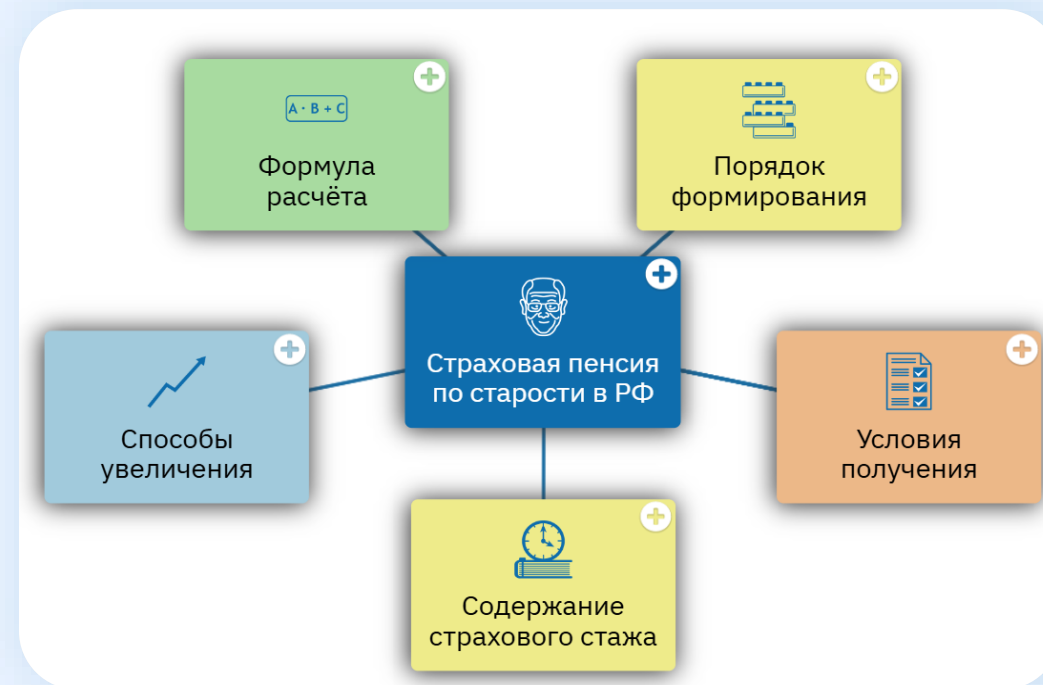 A · B + C
Формула
расчёта
Порядок
формирования
Страховая пенсия
по старости в РФ
Способы
увеличения
Условия
получения
Содержание
страхового стажа